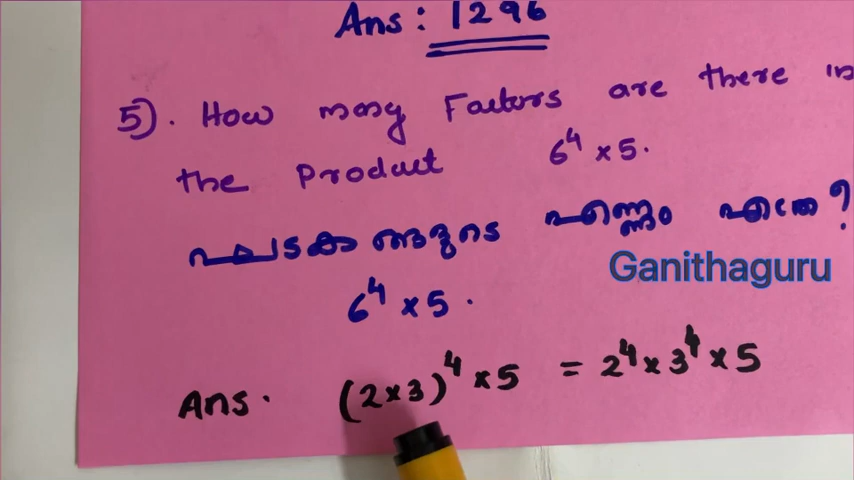 Ans: 1296
5). How many Factors are there in
the Product 6⁴ × 5.
ഘടകങ്ങളുടെ എണ്ണം എത്ര?
Ganithaguru
6⁴ × 5.
Ans. (2×3)⁴ × 5 = 2⁴ × 3⁴ × 5